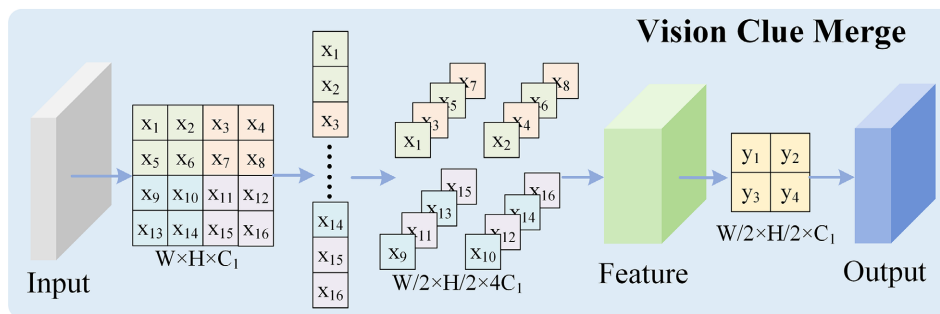 Vision Clue Merge
x₁ x₂ x₃ x₄
x₅ x₆ x₇ x₈
x₉ x₁₀ x₁₁ x₁₂
x₁₃ x₁₄ x₁₅ x₁₆
W×H×C₁
Input
x₁
x₂
x₃
x₁₄
x₁₅
x₁₆
x₇ x₈
x₅ x₆
x₃ x₄
x₁ x₂
x₁₅ x₁₆
x₁₃ x₁₄
x₁₁ x₁₂
x₉ x₁₀
W/2×H/2×4C₁
Feature
y₁ y₂
y₃ y₄
W/2×H/2×C₁
Output